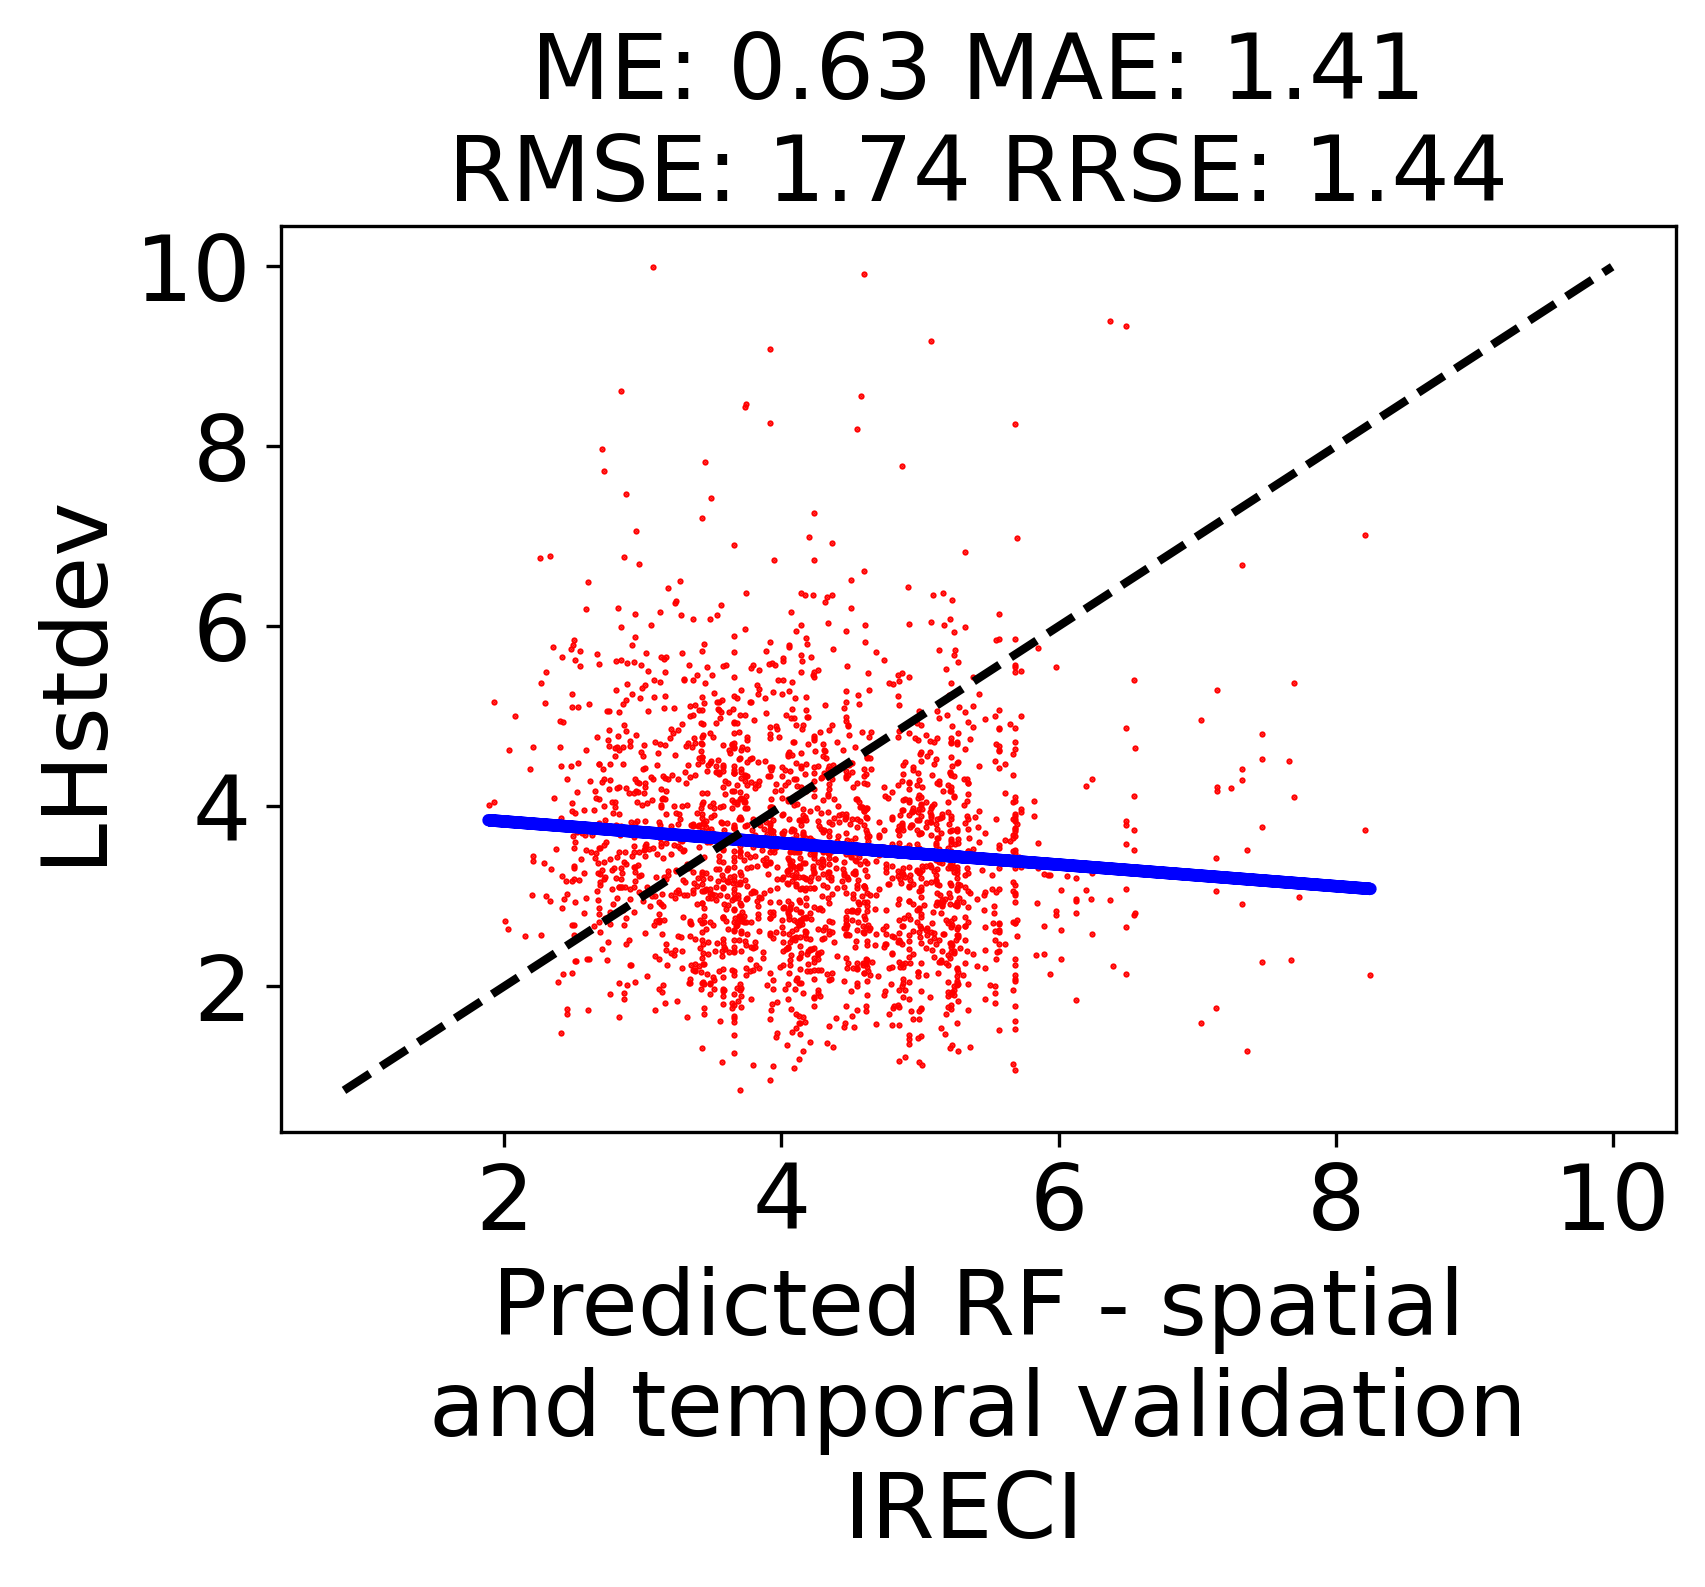 ME: 0.63 MAE: 1.41
RMSE: 1.74 RRSE: 1.44
LHstdev
10
8
6
4
2
2 4 6 8 10
Predicted RF - spatial
and temporal validation
IRECI